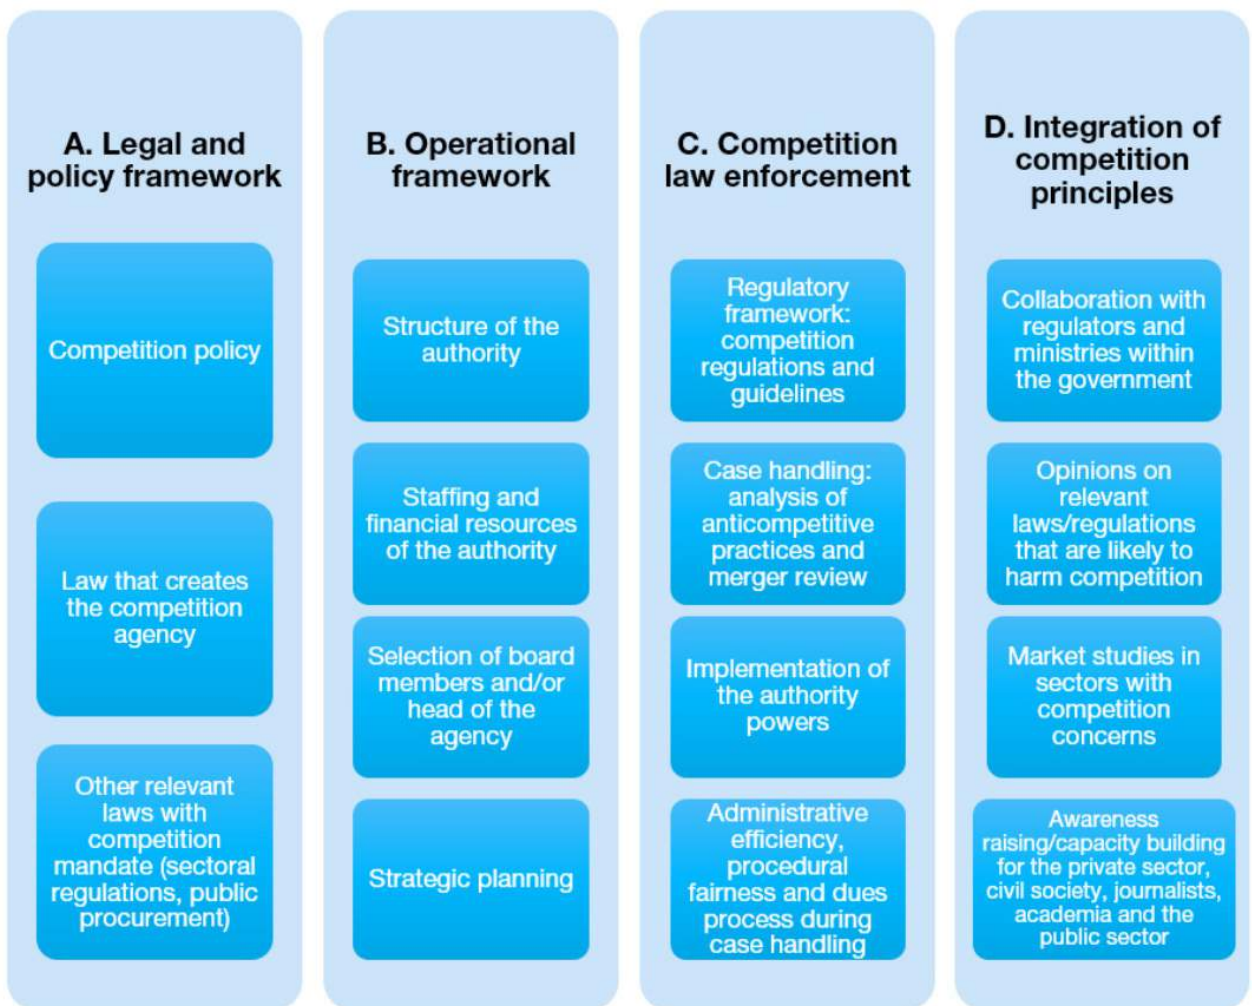 A. Legal and
policy framework
Competition policy
Law that creates
the competition
agency
Other relevant
laws with
competition
mandate (sectoral
regulations, public
procurement)
B. Operational
framework
Structure of the
authority
Staffing and
financial resources
of the authority
Selection of board
members and/or
head of the
agency
Strategic planning
C. Competition
law enforcement
Regulatory
framework:
competition
regulations and
guidelines
Case handling:
analysis of
anticompetitive
practices and
merger review
Implementation of
the authority
powers
Administrative
efficiency,
procedural
fairness and dues
process during
case handling
D. Integration of
competition
principles
Collaboration with
regulators and
ministries within
the government
Opinions on
relevant
laws/regulations
that are likely to
harm competition
Market studies in
sectors with
competition
concerns
Awareness
raising/capacity building
for the private sector,
civil society, journalists,
academia and the
public sector